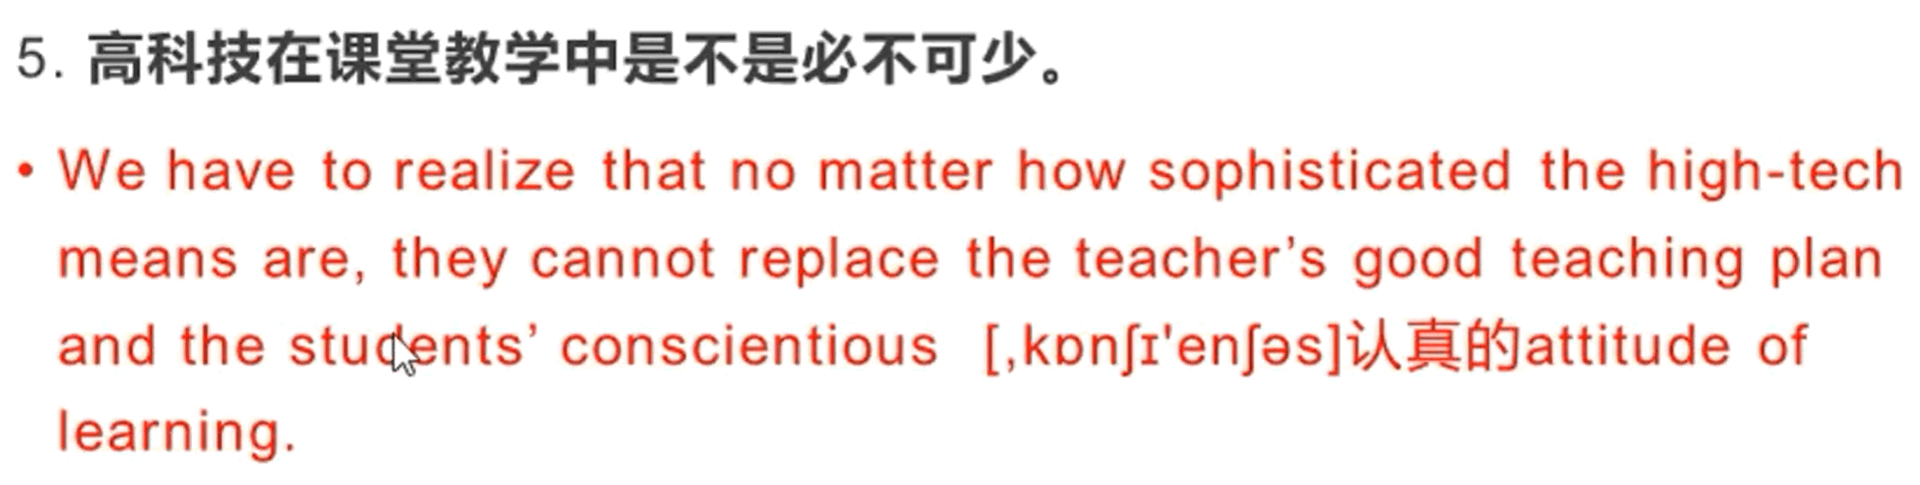 5. 高科技在课堂教学中是不是必不可少。
• We have to realize that no matter how sophisticated the high-tech
means are, they cannot replace the teacher’s good teaching plan
and the students’ conscientious [,kɒnʃɪ'enʃəs]认真的attitude of
learning.